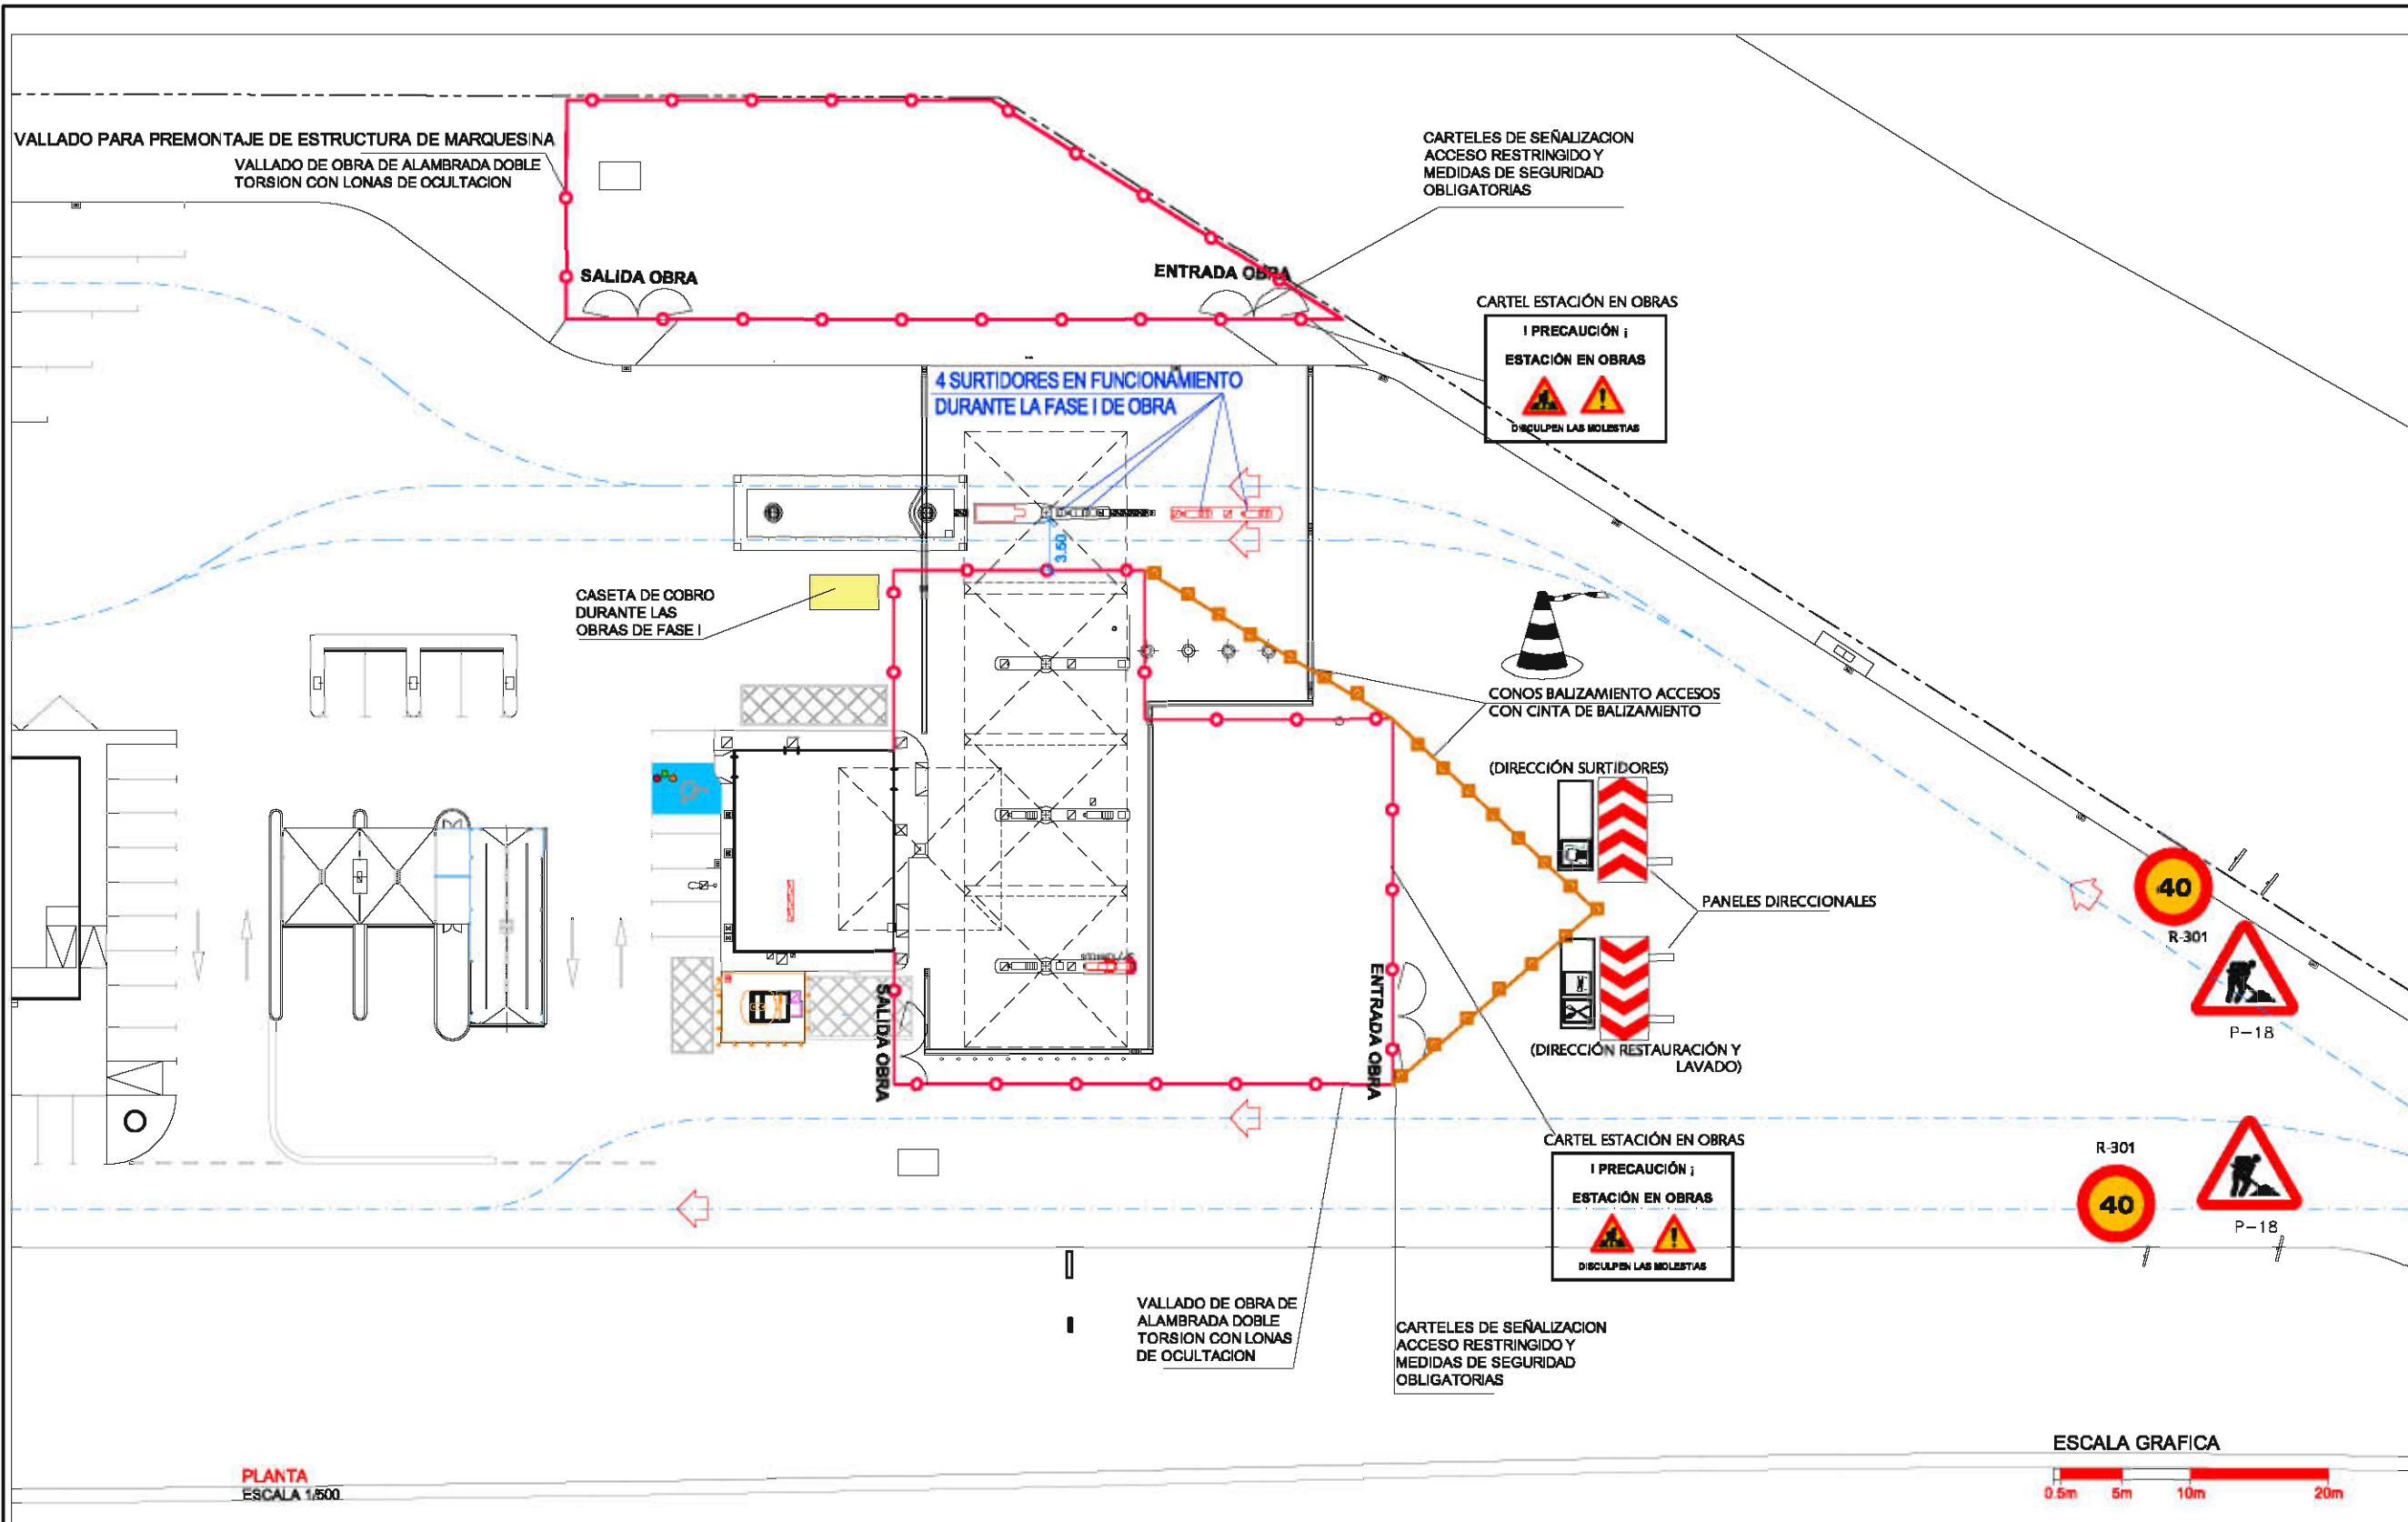 VALLADO PARA PREMONTAJE DE ESTRUCTURA DE MARQUESINA
VALLADO DE OBRA DE ALAMBRADA DOBLE
TORSION CON LONAS DE OCULTACION
CARTELES DE SEÑALIZACION
ACCESO RESTRINGIDO Y
MEDIDAS DE SEGURIDAD
OBLIGATORIAS
SALIDA OBRA
ENTRADA OBRA
CARTEL ESTACIÓN EN OBRAS
! PRECAUCIÓN ¡
ESTACIÓN EN OBRAS
DISCULPEN LAS MOLESTIAS
4 SURTIDORES EN FUNCIONAMIENTO
DURANTE LA FASE I DE OBRA
3.50
CASETA DE COBRO
DURANTE LAS
OBRAS DE FASE I
CONOS BALIZAMIENTO ACCESOS
CON CINTA DE BALIZAMIENTO
(DIRECCIÓN SURTIDORES)
PANELES DIRECCIONALES
40
R-301
P-18
(DIRECCIÓN RESTAURACIÓN Y
LAVADO)
SALIDA OBRA
ENTRADA OBRA
CARTEL ESTACIÓN EN OBRAS
! PRECAUCIÓN ¡
ESTACIÓN EN OBRAS
DISCULPEN LAS MOLESTIAS
R-301
40
P-18
VALLADO DE OBRA DE
ALAMBRADA DOBLE
TORSION CON LONAS
DE OCULTACION
CARTELES DE SEÑALIZACION
ACCESO RESTRINGIDO Y
MEDIDAS DE SEGURIDAD
OBLIGATORIAS
PLANTA
ESCALA 1/500
ESCALA GRAFICA
0.5m 5m 10m 20m